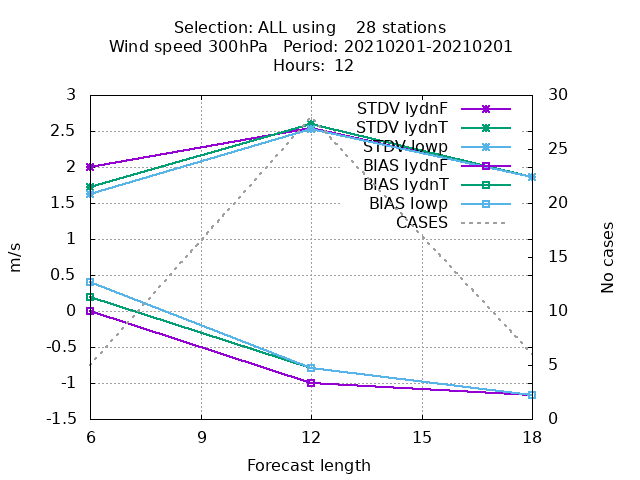 Selection: ALL using    28 stations
Wind speed 300hPa   Period: 20210201-20210201
Hours: 12
3
2.5
2
1.5
1
0.5
0
-0.5
-1
-1.5
m/s
STDV lydnF
STDV lydnT
STDV lowp
BIAS lydnF
BIAS lydnT
BIAS lowp
CASES
30
25
20
15
10
5
0
No cases
6 9 12 15 18
Forecast length